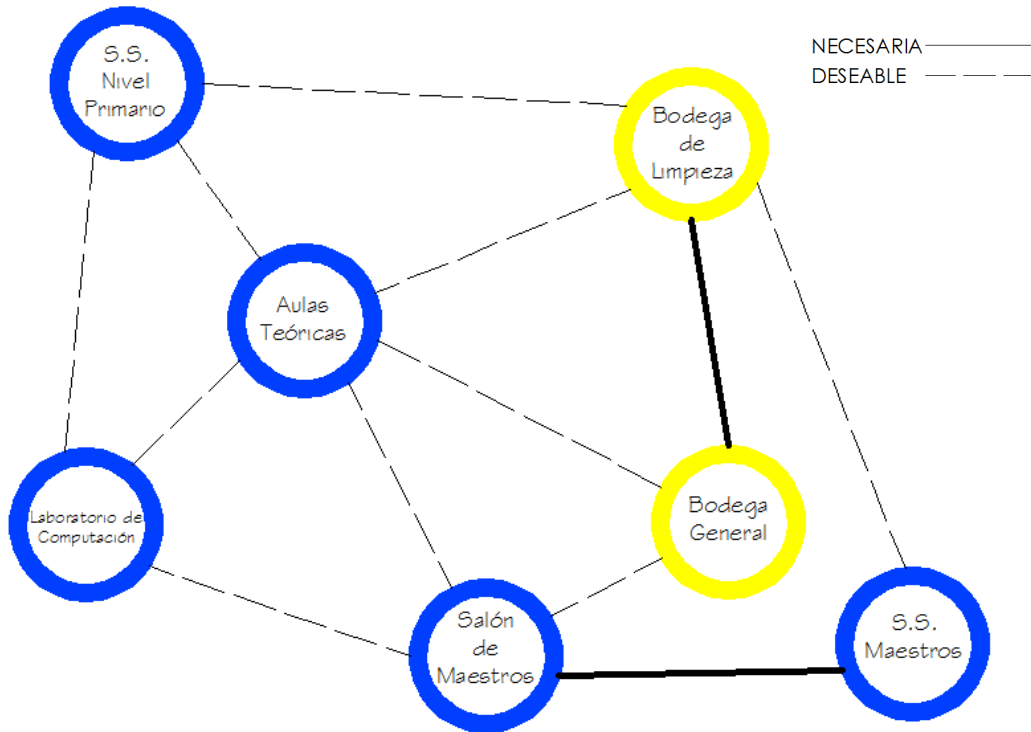 S.S.
Nivel
Primario
NECESARIA
DESEABLE
Bodega
de
Limpieza
Aulas
Teóricas
Laboratorio de
Computación
Bodega
General
Salón
de
Maestros
S.S.
Maestros